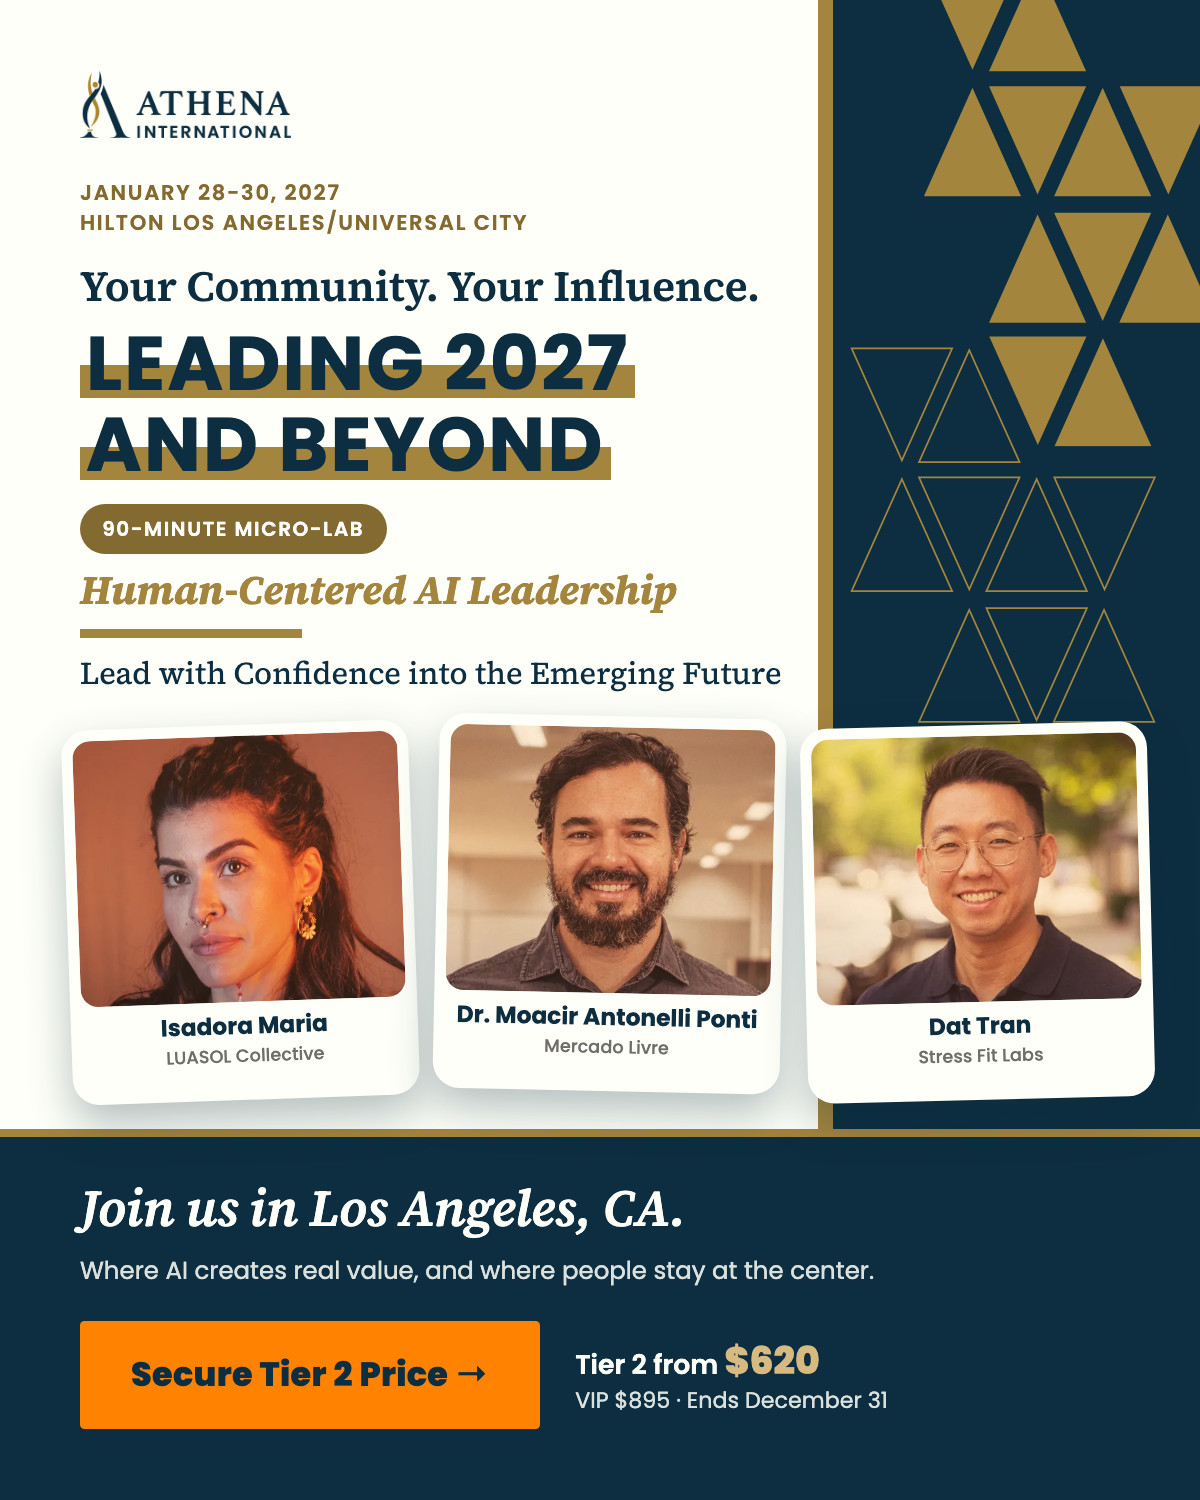 ATHENA
INTERNATIONAL
JANUARY 28-30, 2027
HILTON LOS ANGELES/UNIVERSAL CITY
Your Community. Your Influence.
LEADING 2027
AND BEYOND
90-MINUTE MICRO-LAB
Human-Centered AI Leadership
Lead with Confidence into the Emerging Future
Isadora Maria
LUASOL Collective
Dr. Moacir Antonelli Ponti
Mercado Livre
Dat Tran
Stress Fit Labs
Join us in Los Angeles, CA.
Where AI creates real value, and where people stay at the center.
Secure Tier 2 Price →
Tier 2 from $620
VIP $895 · Ends December 31